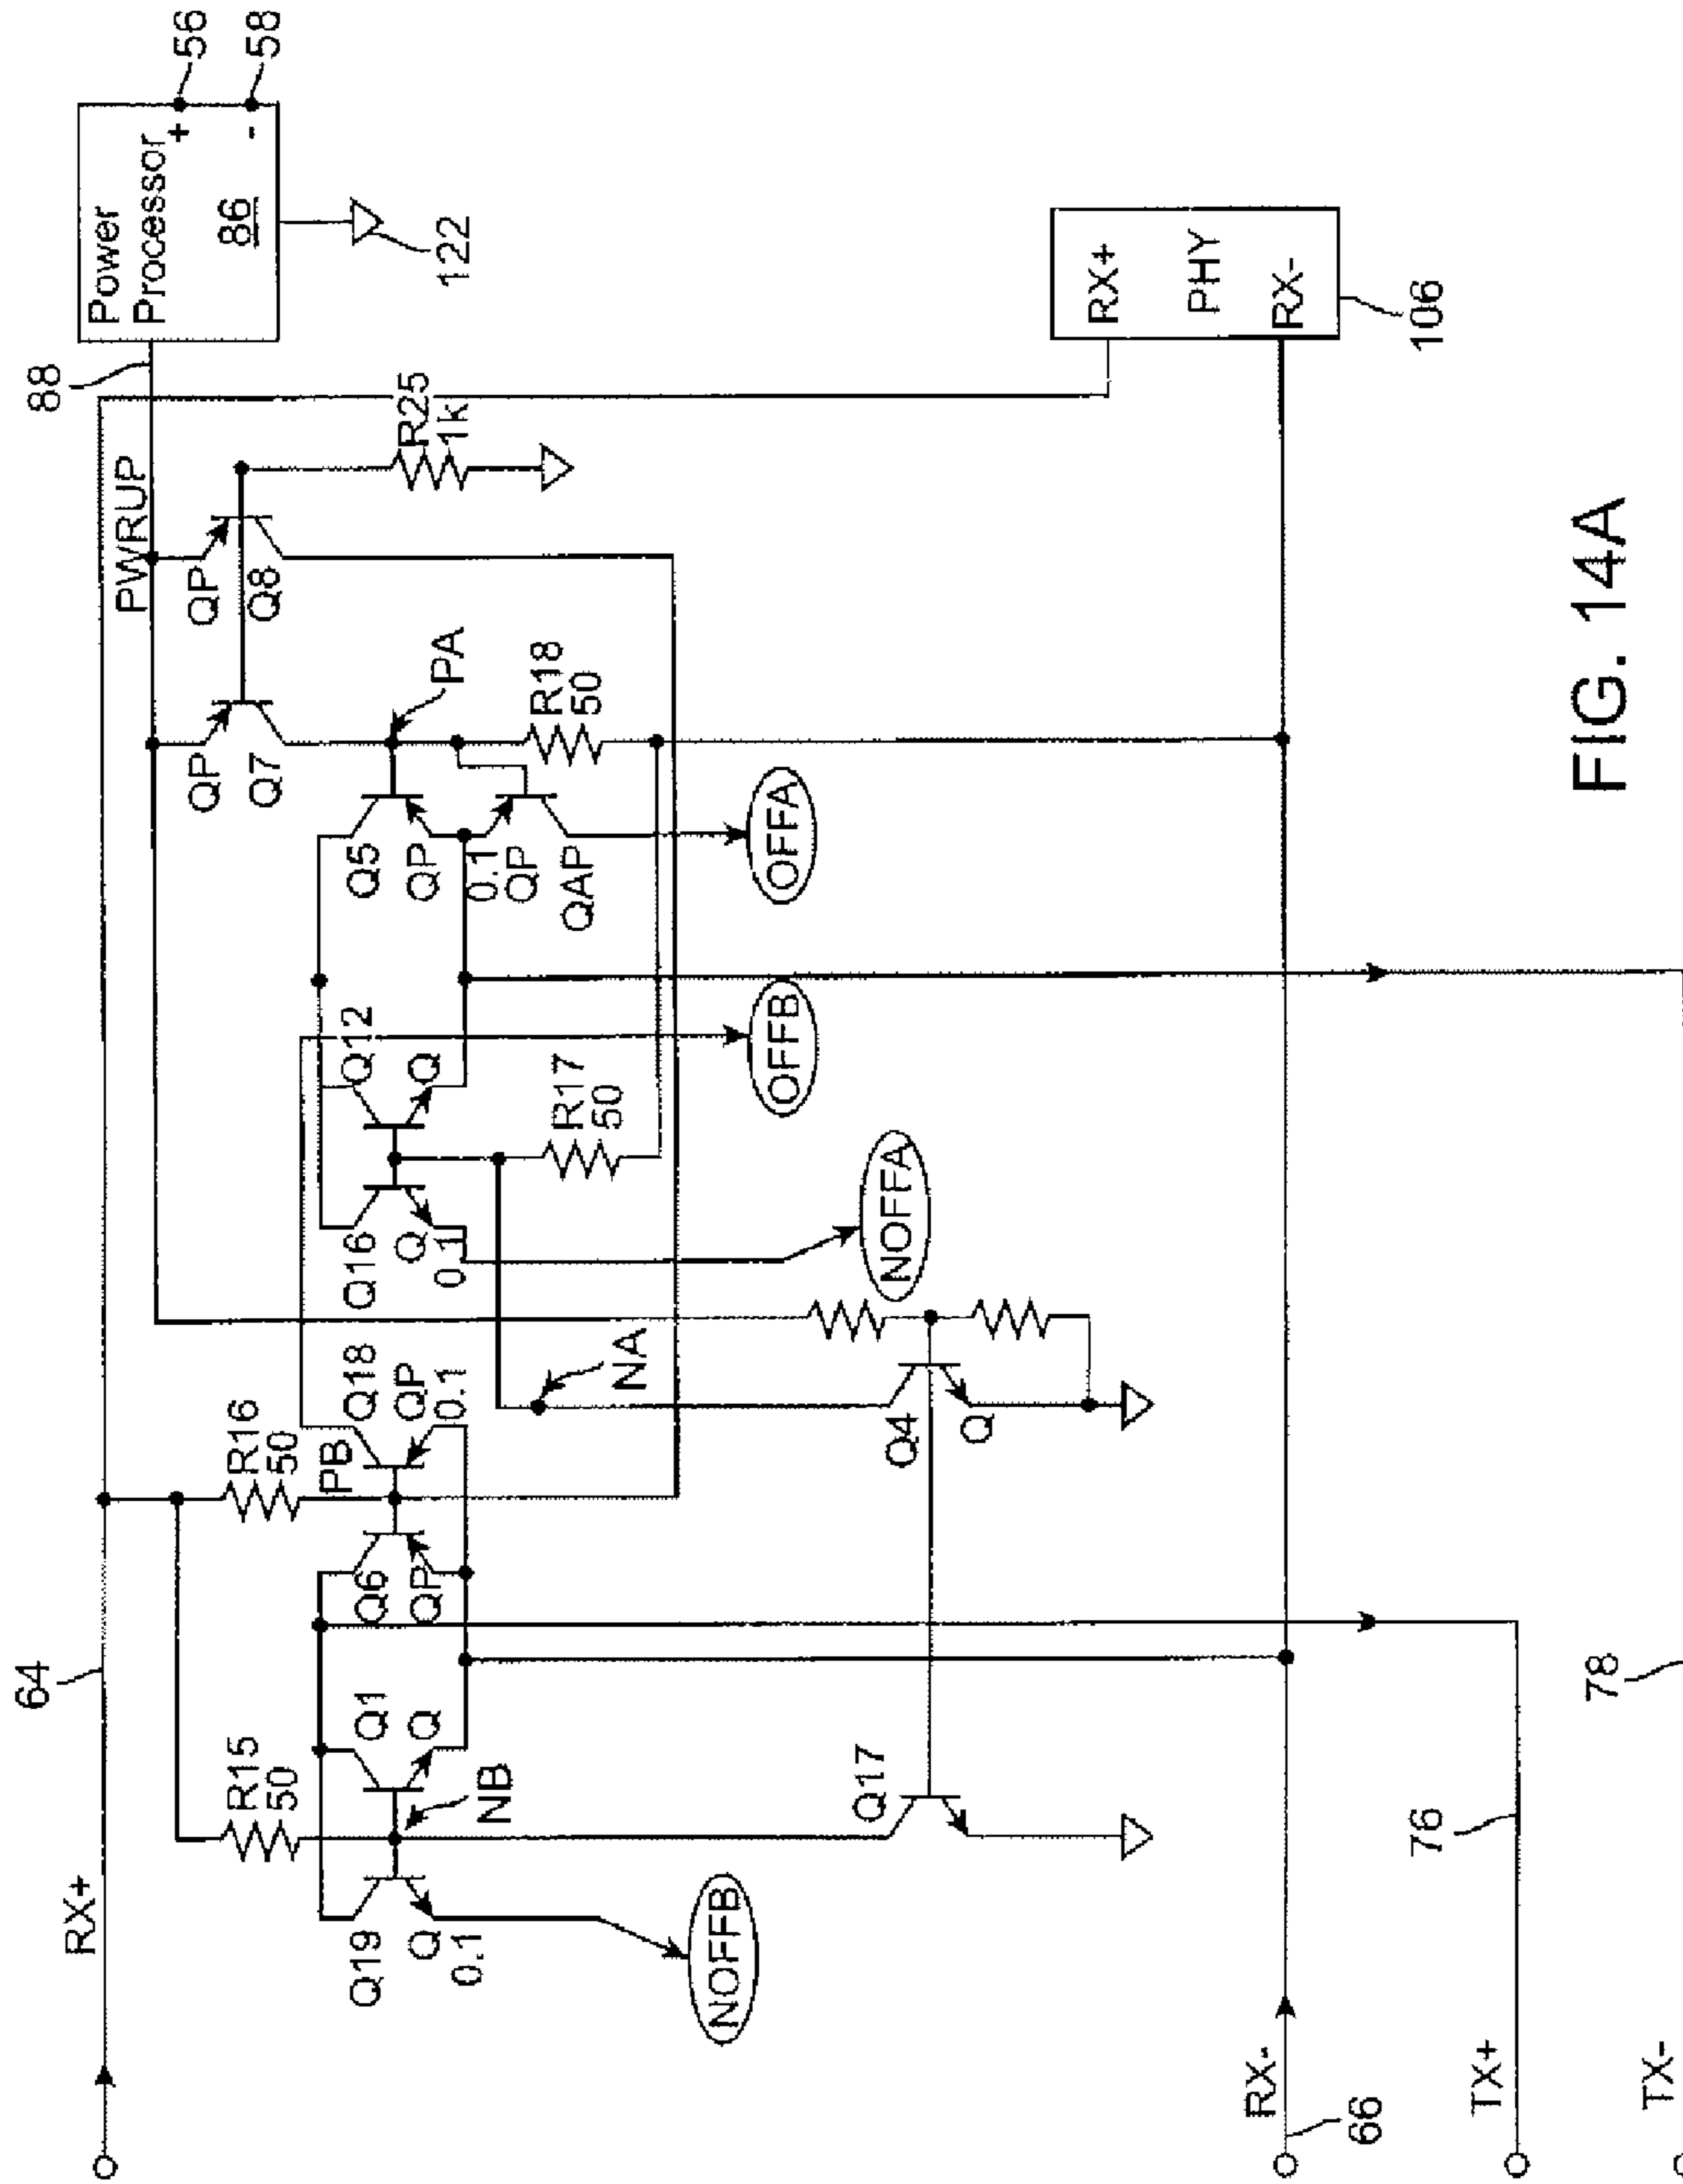 64
RX+
88
Power
Processor
+
-
86
56
58
122
PWRUP
QP
Q7
QP
Q8
R25
1k
R15
50
R16
50
PB
Q19
Q
0.1
Q1
Q
NB
Q6
QP
Q18
QP
0.1
Q16
Q
0.1
Q12
Q
R17
50
Q5
QP
0.1
QP
QAP
PA
R18
50
NA
NOFFB
OFFB
OFFA
NOFFA
Q17
Q4
Q
RX+
PHY
RX-
106
RX-
66
TX+
76
TX-
78
FIG. 14A